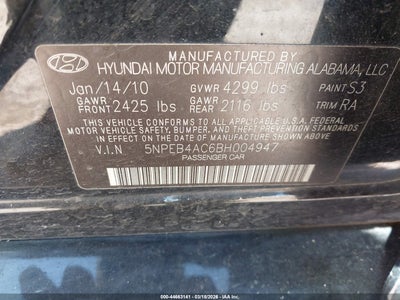 MANUFACTURED BY
HYUNDAI MOTOR MANUFACTURING ALABAMA, LLC
Jan/14/10 GVWR 4299 lbs PAINT S3
GAWR FRONT 2425 lbs GAWR REAR 2116 lbs TRIM RA
THIS VEHICLE CONFORMS TO ALL APPLICABLE U.S.A. FEDERAL
MOTOR VEHICLE SAFETY, BUMPER, AND THEFT PREVENTION
STANDARDS IN EFFECT ON THE DATE OF MANUFACTURE SHOWN ABOVE.
V.I.N 5NPEB4AC6BH004947
PASSENGER CAR
000-44663141 - 03/18/2026 - IAA, LLC